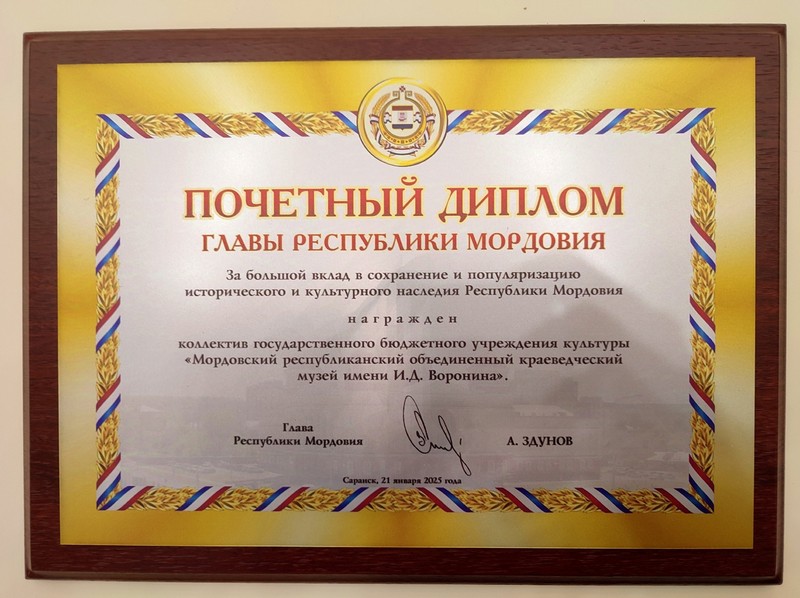 ПОЧЕТНЫЙ ДИПЛОМ
ГЛАВЫ РЕСПУБЛИКИ МОРДОВИЯ
За большой вклад в сохранение и популяризацию
исторического и культурного наследия Республики Мордовия
награжден
коллектив государственного бюджетного учреждения культуры
«Мордовский республиканский объединенный краеведческий
музей имени И.Д. Воронина».
Глава
Республики Мордовия
А. ЗДУНОВ
Саранск, 21 января 2025 года